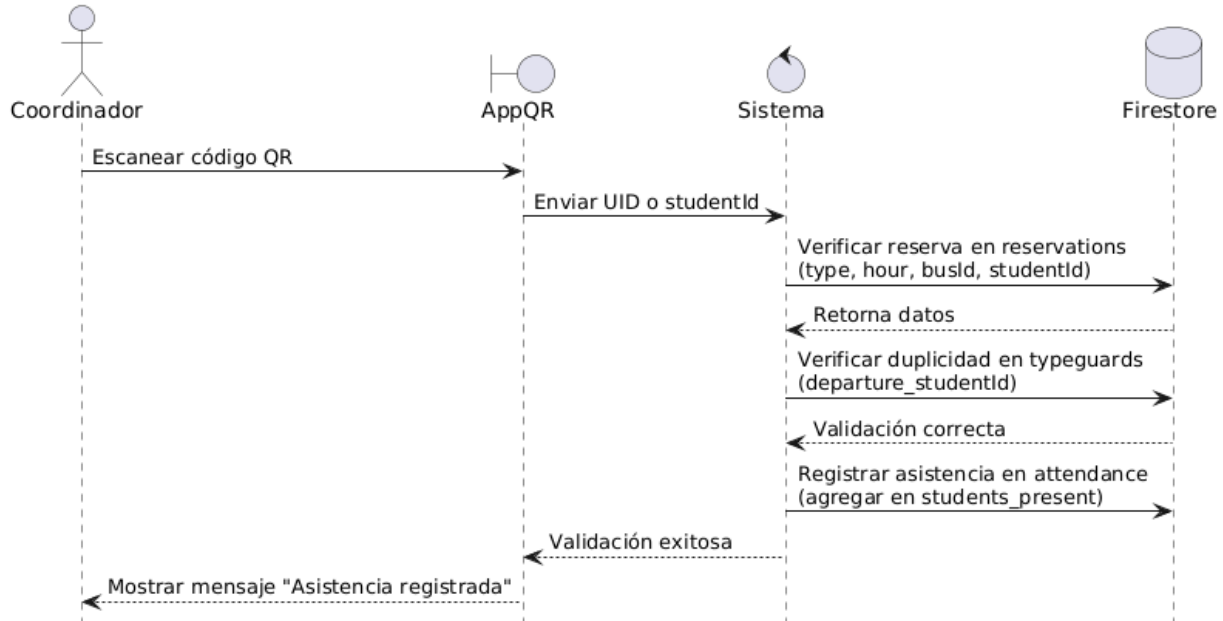 Coordinador
AppQR
Sistema
Firestore
Escanear código QR
Enviar UID o studentId
Verificar reserva en reservations
(type, hour, busId, studentId)
Retorna datos
Verificar duplicidad en typeguards
(departure_studentId)
Validación correcta
Registrar asistencia en attendance
(agregar en students_present)
Validación exitosa
Mostrar mensaje "Asistencia registrada"